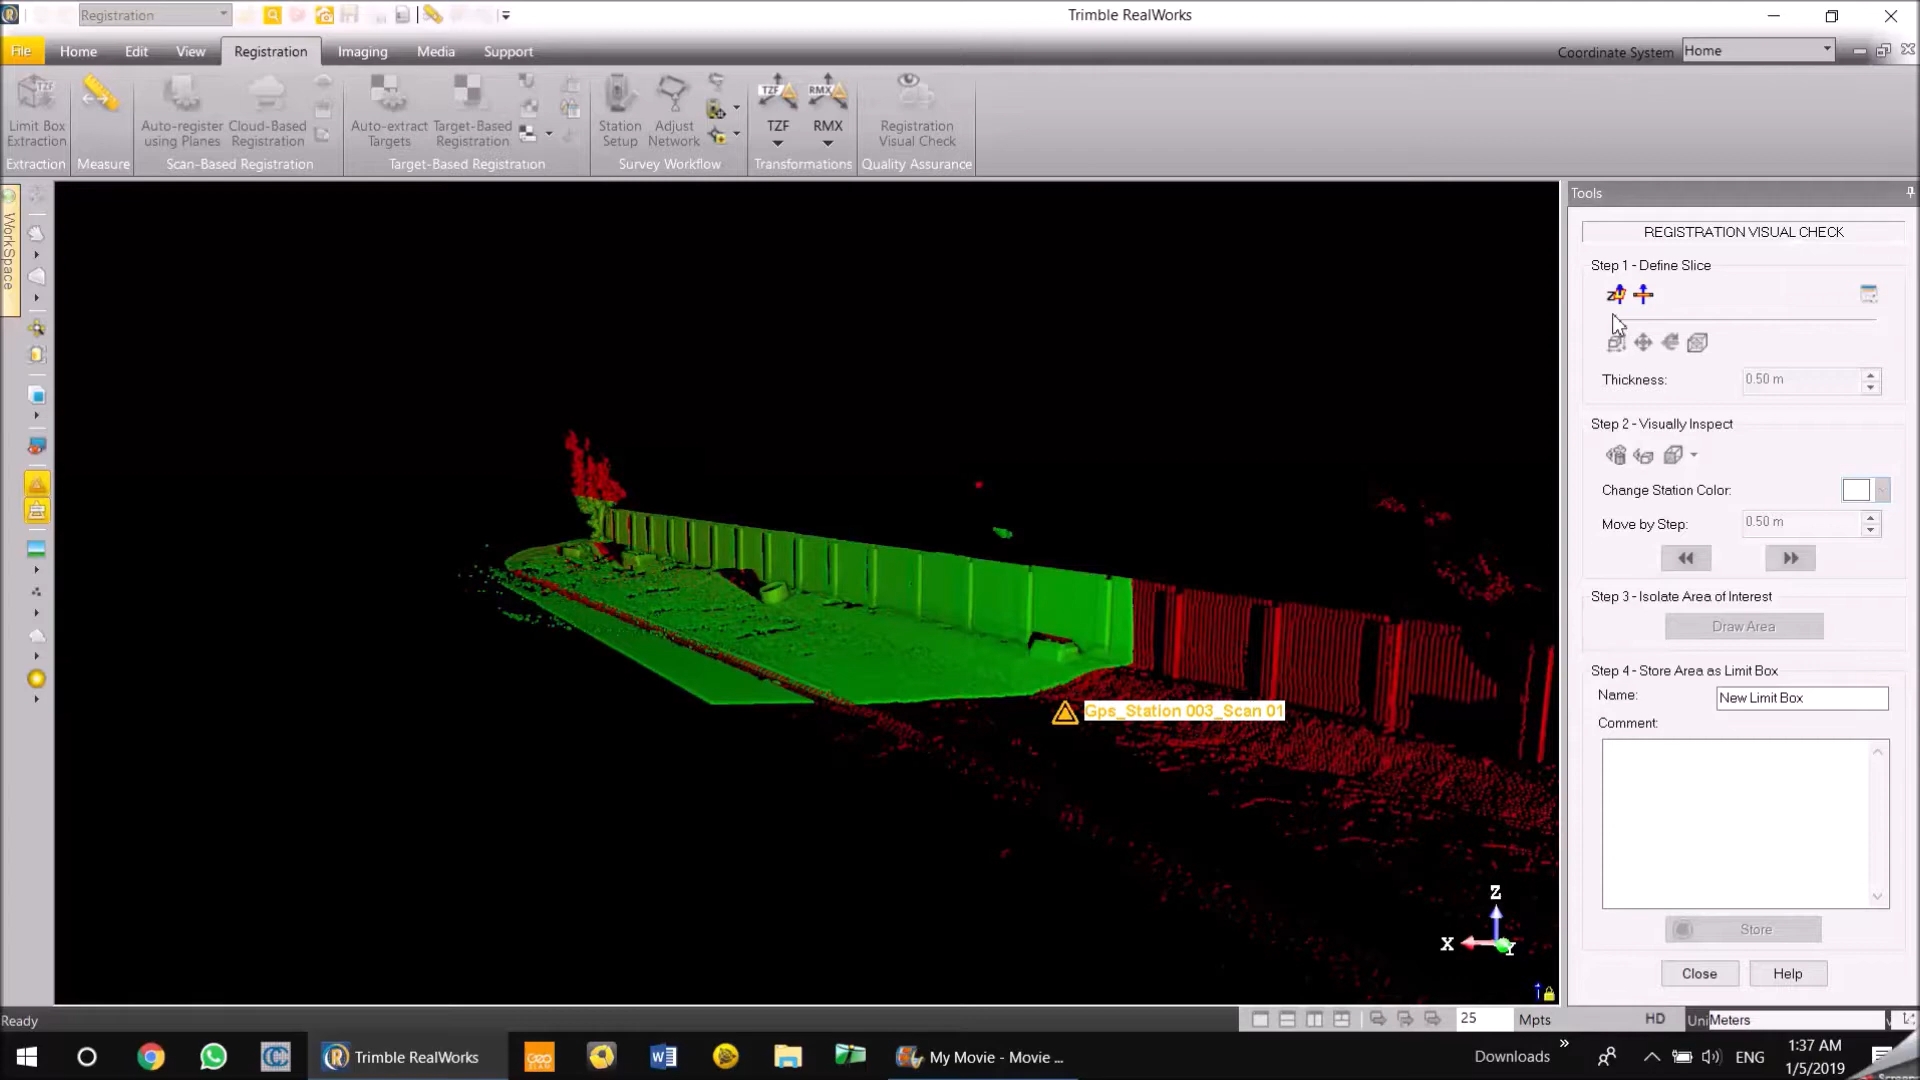 Registration
Trimble RealWorks
File Home Edit View Registration Imaging Media Support
Coordinate System Home
TZF
Limit Box
Extraction
Auto-register
using Planes
Cloud-Based
Registration
Auto-extract
Targets
Target-Based
Registration
Station
Setup
Adjust
Network
TZF
TZF
RMX
RMX
Registration
Visual Check
Extraction Measure Scan-Based Registration Target-Based Registration Survey Workflow Transformations Quality Assurance
WorkSpace
Tools
REGISTRATION VISUAL CHECK
Step 1 - Define Slice
Thickness: 0.50 m
Step 2 - Visually Inspect
Change Station Color:
Move by Step: 0.50 m
Step 3 - Isolate Area of Interest
Draw Area
Step 4 - Store Area as Limit Box
Name: New Limit Box
Comment:
Store
Close Help
Gps_Station 003_Scan 01
Z
X
Y
Ready
25 Mpts HD Uni Meters
Trimble RealWorks
My Movie - Movie ...
Downloads
ENG
1:37 AM
1/5/2019